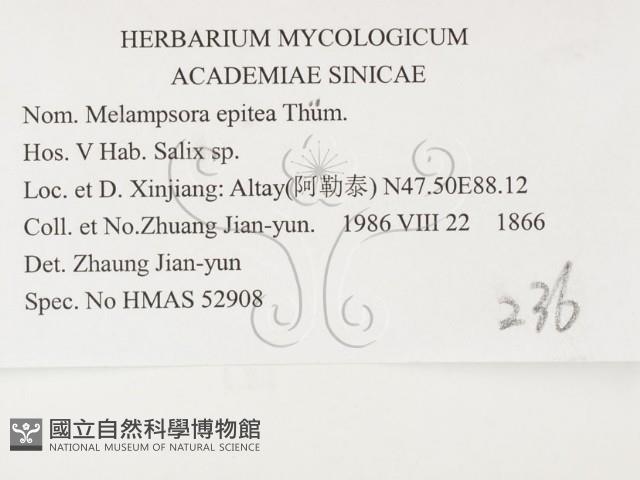 HERBARIUM MYCOLOGICUM
ACADEMIAE SINICAE
Nom. Melampsora epitea Thüm.
Hos. V Hab. Salix sp.
Loc. et D. Xinjiang: Altay(阿勒泰) N47.50E88.12
Coll. et No.Zhuang Jian-yun. 1986 VIII 22 1866
Det. Zhaung Jian-yun
Spec. No HMAS 52908
236
國立自然科學博物館
NATIONAL MUSEUM OF NATURAL SCIENCE